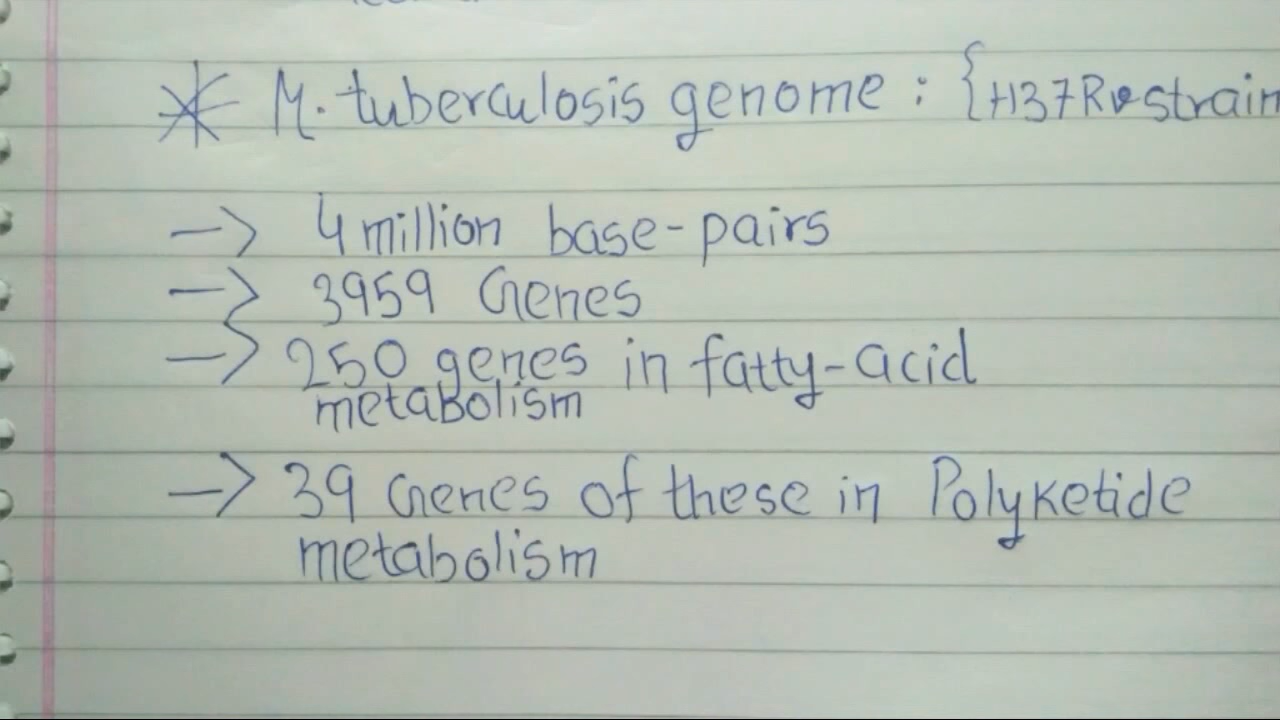 * M. tuberculosis genome : {H37Rv strain
-> 4 million base-pairs
-> 3959 Genes
-> 250 genes in fatty-acid
metabolism
-> 39 Genes of these in Polyketide
metabolism